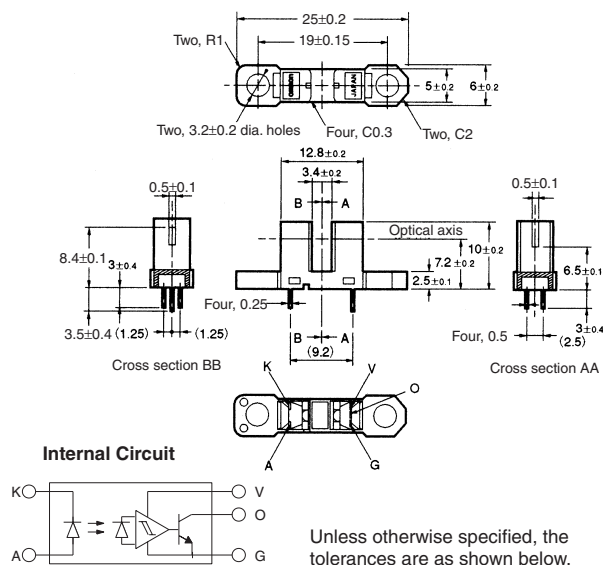 25±0.2
Two, R1
19±0.15
OMRON
JAPAN
5±0.2
6±0.2
Two, 3.2±0.2 dia. holes
Four, C0.3
Two, C2
12.8±0.2
3.4±0.2
0.5±0.1
0.5±0.1
B A
Optical axis
8.4±0.1
3±0.4
10±0.2
7.2±0.2
2.5±0.1
6.5±0.1
Four, 0.25
3.5±0.4 (1.25) (1.25)
B A
(9.2)
Four, 0.5
3±0.4
(2.5)
Cross section BB
Cross section AA
K V
O
A G
Internal Circuit
K V
O
A G
Unless otherwise specified, the
tolerances are as shown below.